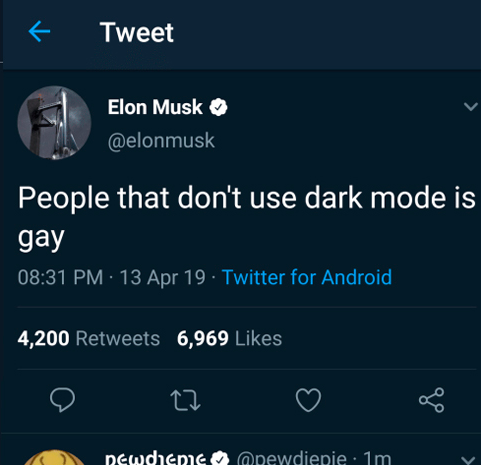 Tweet
Elon Musk
@elonmusk
People that don't use dark mode is
gay
08:31 PM · 13 Apr 19 · Twitter for Android
4,200 Retweets 6,969 Likes
@pewdiepie · 1m